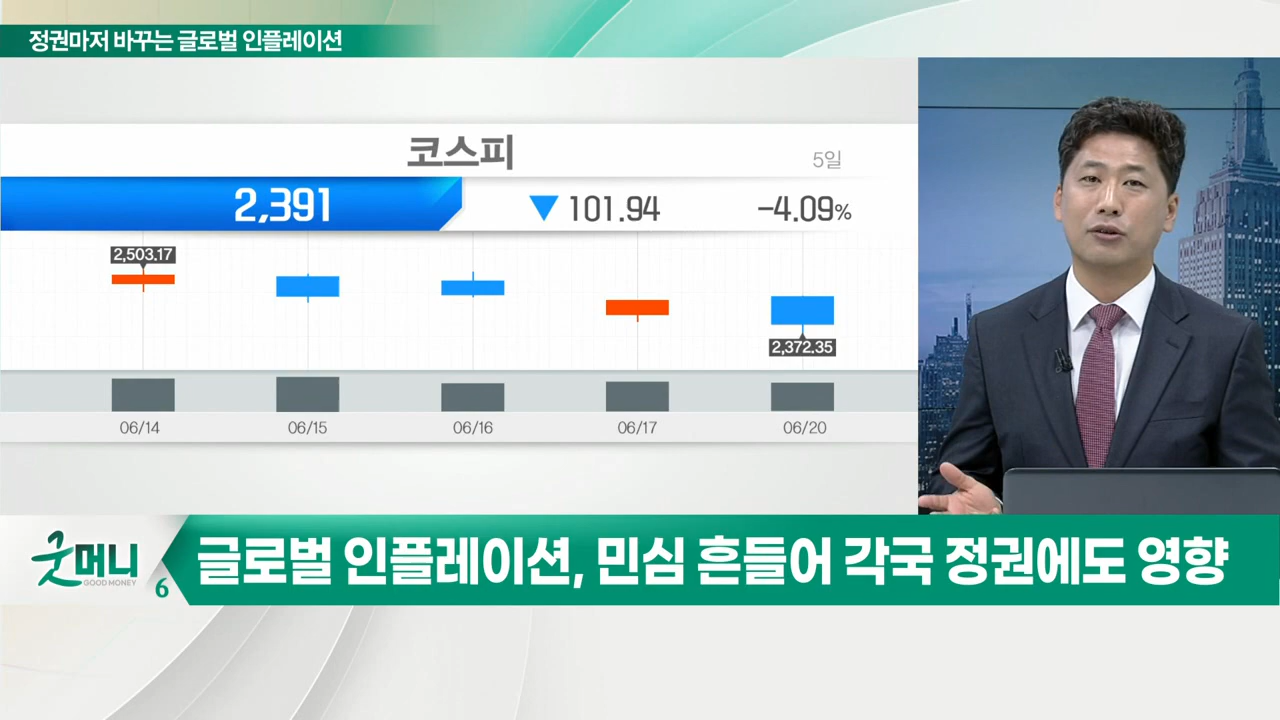 정권마저 바꾸는 글로벌 인플레이션
코스피
5일
2,391
▼ 101.94
-4.09%
2,503.17
2,372.35
06/14
06/15
06/16
06/17
06/20
굿머니
GOOD MONEY
6
글로벌 인플레이션, 민심 흔들어 각국 정권에도 영향